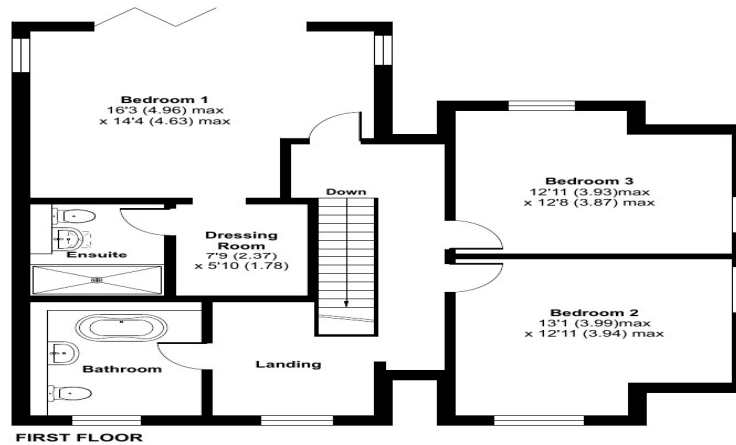 Bedroom 1
16'3 (4.96) max
x 14'4 (4.63) max
Down
Bedroom 3
12'11 (3.93)max
x 12'8 (3.87) max
Ensuite
Dressing
Room
7'9 (2.37)
x 5'10 (1.78)
Bedroom 2
13'1 (3.99)max
x 12'11 (3.94) max
Bathroom
Landing
FIRST FLOOR